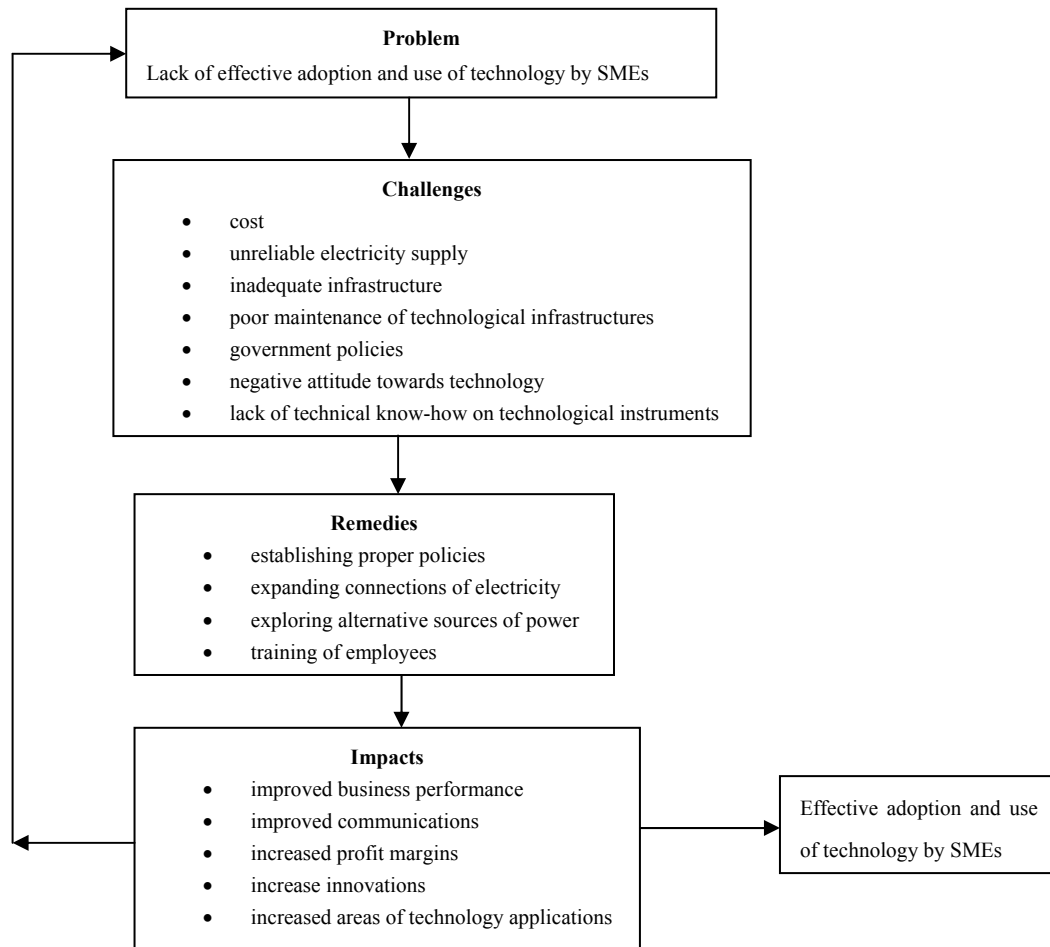 Problem
Lack of effective adoption and use of technology by SMEs
Challenges
• cost
• unreliable electricity supply
• inadequate infrastructure
• poor maintenance of technological infrastructures
• government policies
• negative attitude towards technology
• lack of technical know-how on technological instruments
Remedies
• establishing proper policies
• expanding connections of electricity
• exploring alternative sources of power
• training of employees
Impacts
• improved business performance
• improved communications
• increased profit margins
• increase innovations
• increased areas of technology applications
Effective adoption and use
of technology by SMEs